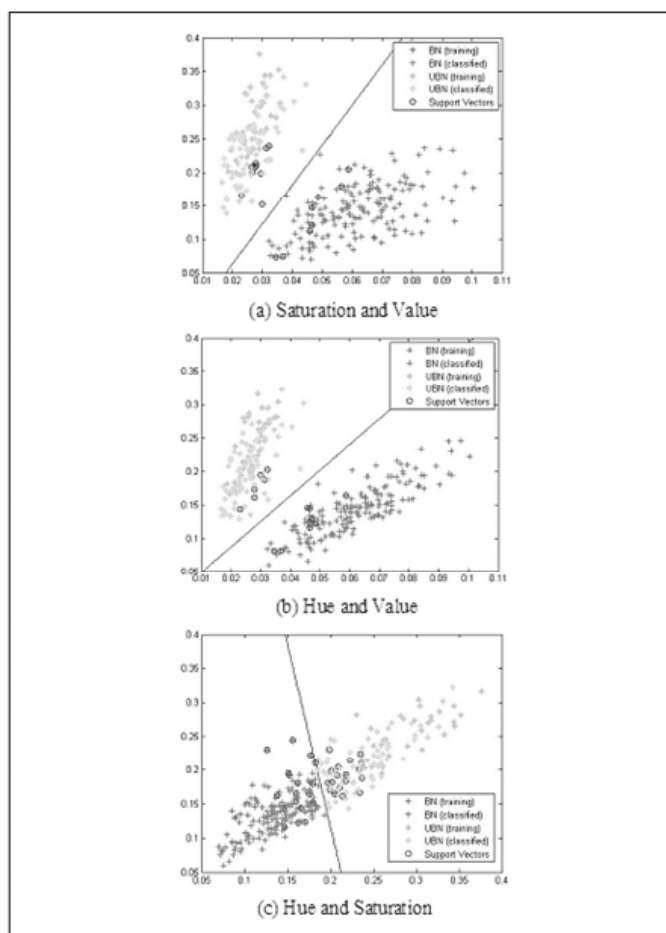 0.4
0.35
0.3
0.25
0.2
0.15
0.1
0.05
0.01 0.02 0.03 0.04 0.05 0.06 0.07 0.08 0.09 0.1 0.11
BN (training)
BN (classified)
UBN (training)
UBN (classified)
Support Vectors
(a) Saturation and Value
0.4
0.35
0.3
0.25
0.2
0.15
0.1
0.05
0.01 0.02 0.03 0.04 0.05 0.06 0.07 0.08 0.09 0.1 0.11
BN (training)
BN (classified)
UBN (training)
UBN (classified)
Support Vectors
(b) Hue and Value
0.4
0.35
0.3
0.25
0.2
0.15
0.1
0.05
0.05 0.1 0.15 0.2 0.25 0.3 0.35 0.4
BN (training)
BN (classified)
UBN (training)
UBN (classified)
Support Vectors
(c) Hue and Saturation